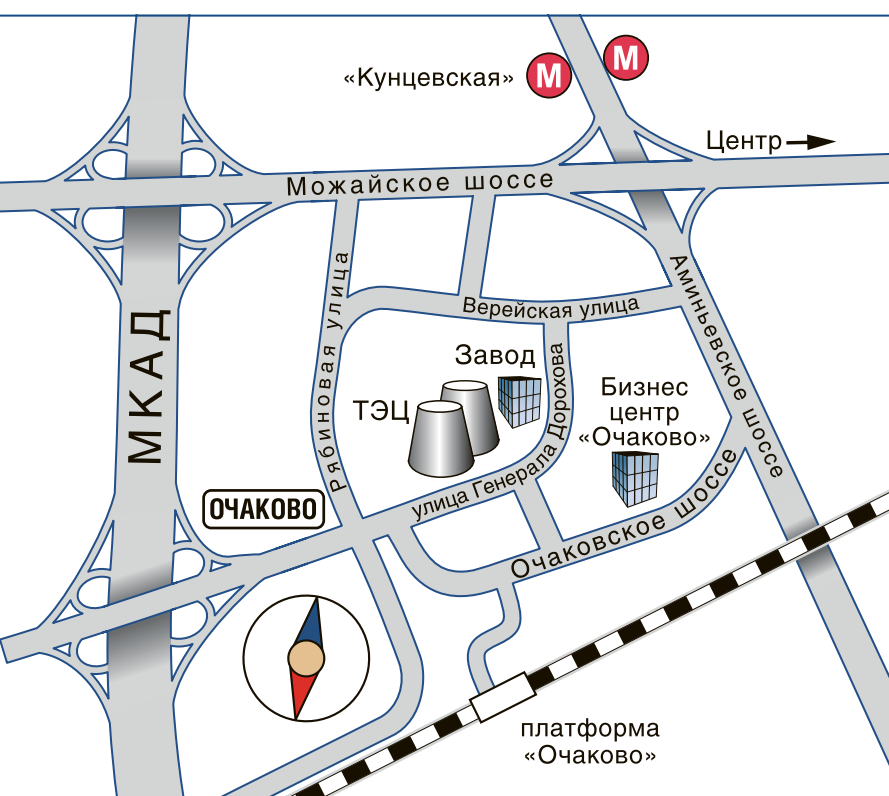 М
М
«Кунцевская»
Центр
Можайское шоссе
Рябиновая улица
Аминьевское шоссе
Верейская улица
МКАД
Завод
улица Генерала Дорохова
ТЭЦ
Бизнес
центр
«Очаково»
ОЧАКОВО
Очаковское шоссе
платформа
«Очаково»